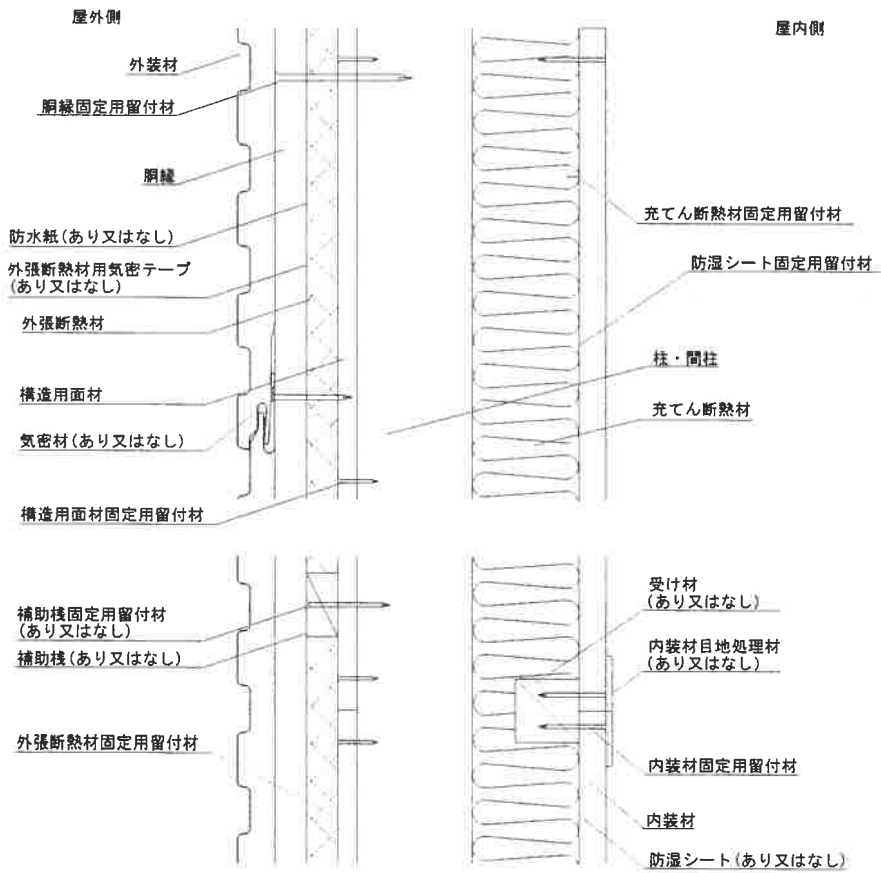 屋外側
屋内側
外装材
胴縁固定用留付材
胴縁
防水紙(あり又はなし)
外張断熱材用気密テープ
(あり又はなし)
外張断熱材
構造用面材
気密材(あり又はなし)
構造用面材固定用留付材
充てん断熱材固定用留付材
防湿シート固定用留付材
柱・間柱
充てん断熱材
補助桟固定用留付材
(あり又はなし)
補助桟(あり又はなし)
外張断熱材固定用留付材
受け材
(あり又はなし)
内装材目地処理材
(あり又はなし)
内装材固定用留付材
内装材
防湿シート(あり又はなし)